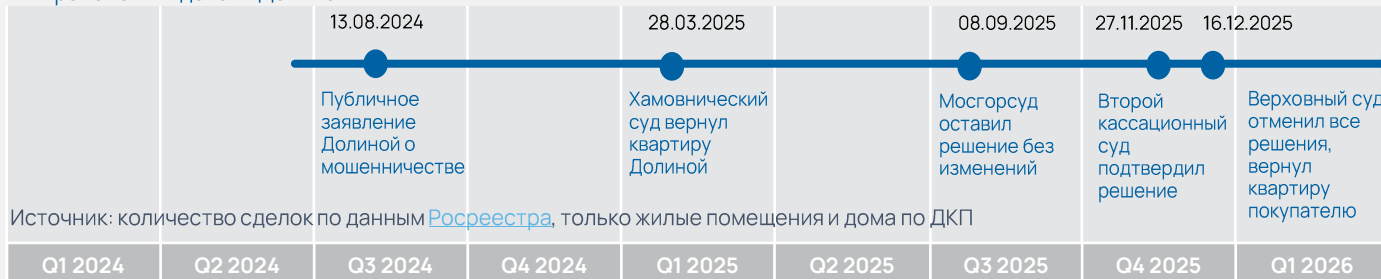 13.08.2024
28.03.2025
08.09.2025
27.11.2025
16.12.2025
Публичное
заявление
Долиной о
мошенничестве
Хамовнический
суд вернул
квартиру
Долиной
Мосгорсуд
оставил
решение без
изменений
Второй
кассационный
суд
подтвердил
решение
Верховный суд
отменил все
решения,
вернул
квартиру
покупателю
Источник: количество сделок по данным Росреестра, только жилые помещения и дома по ДКП
Q1 2024
Q2 2024
Q3 2024
Q4 2024
Q1 2025
Q2 2025
Q3 2025
Q4 2025
Q1 2026